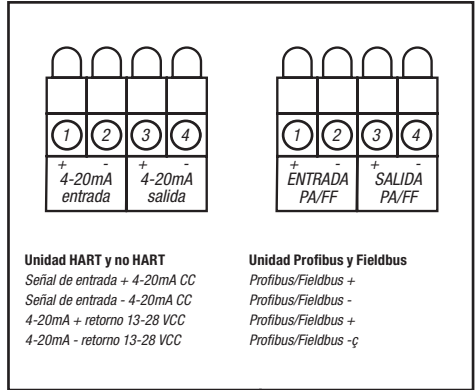 1 2 3 4
+ - + -
4-20mA 4-20mA
entrada salida
1 2 3 4
+ - + -
ENTRADA SALIDA
PA/FF PA/FF
Unidad HART y no HART
Señal de entrada + 4-20mA CC
Señal de entrada - 4-20mA CC
4-20mA + retorno 13-28 VCC
4-20mA - retorno 13-28 VCC
Unidad Profibus y Fieldbus
Profibus/Fieldbus +
Profibus/Fieldbus -
Profibus/Fieldbus +
Profibus/Fieldbus -ç